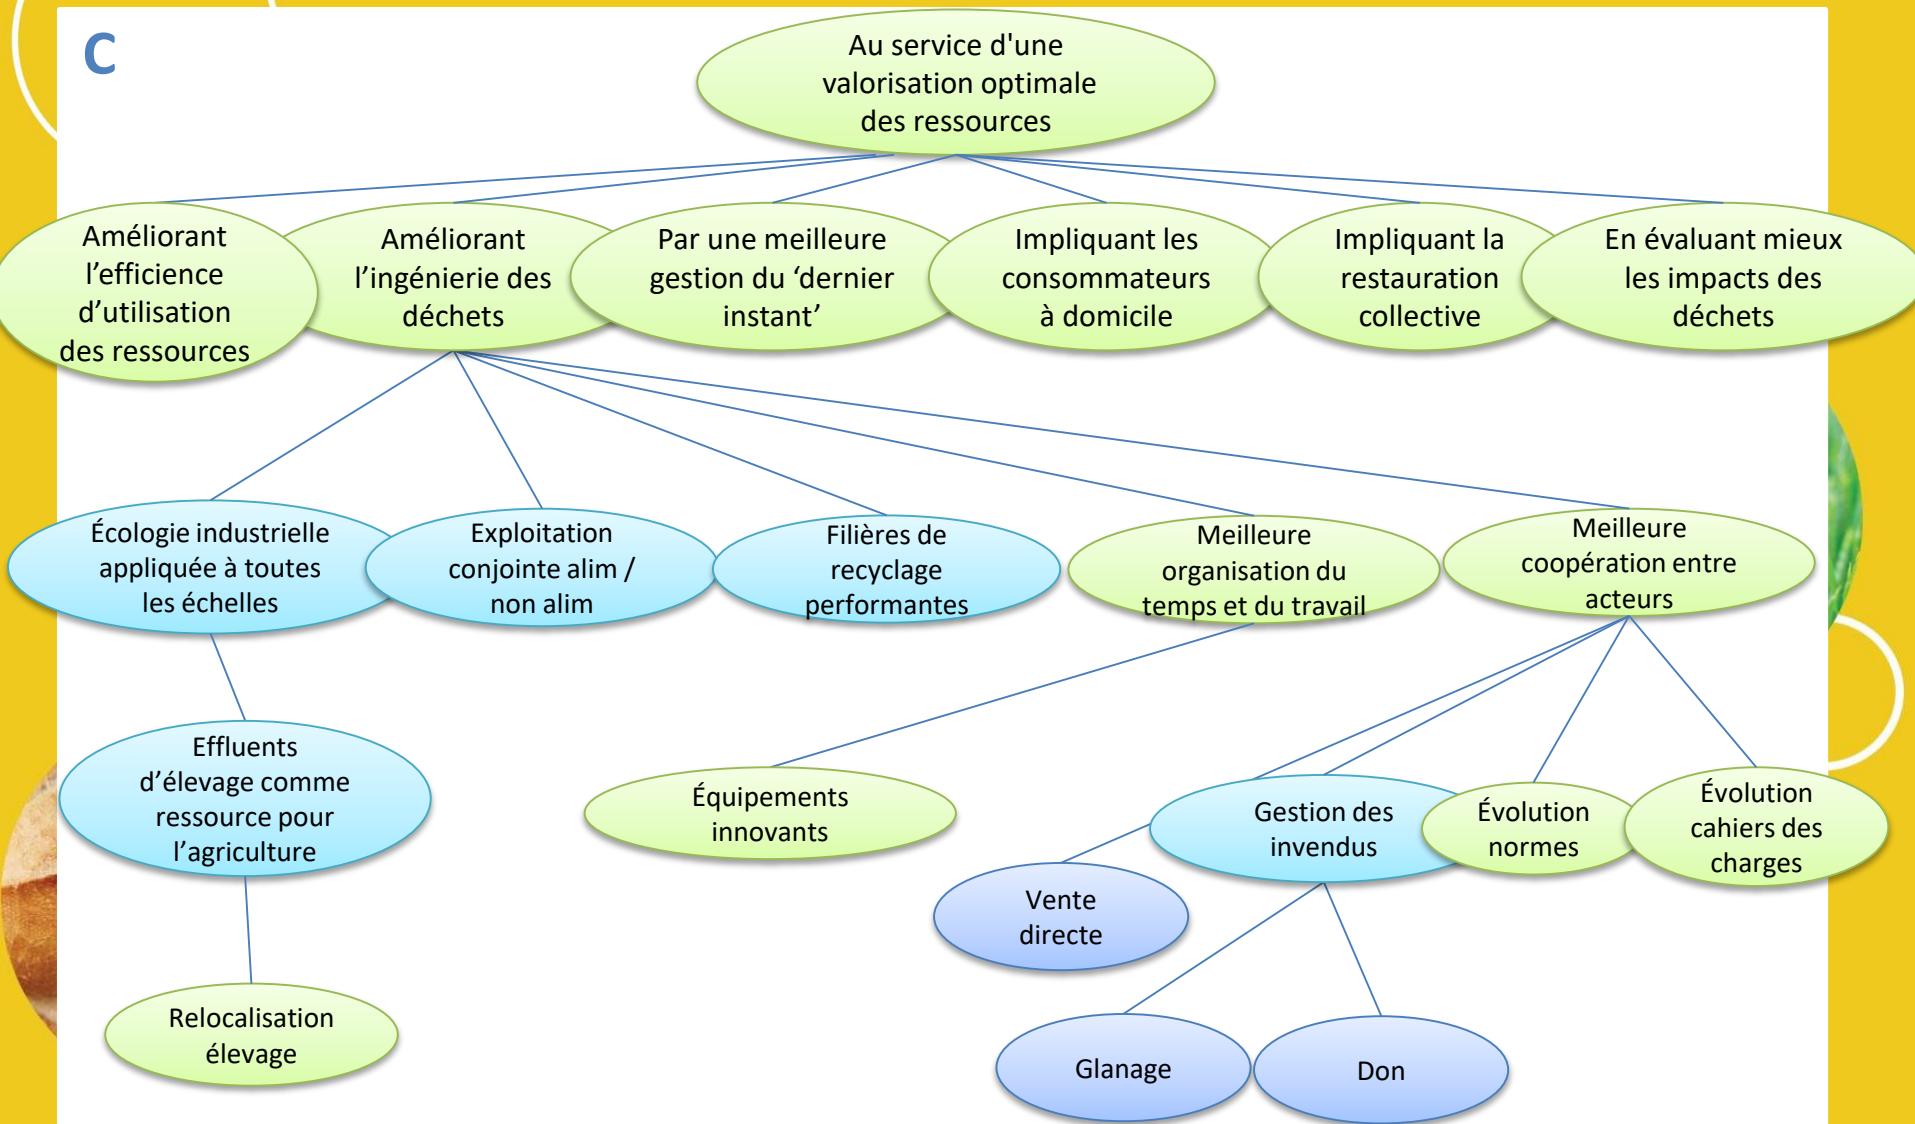 C
Au service d'une
valorisation optimale
des ressources
Améliorant
l’efficience
d’utilisation
des ressources
Améliorant
l’ingénierie des
déchets
Par une meilleure
gestion du ‘dernier
instant’
Impliquant les
consommateurs
à domicile
Impliquant la
restauration
collective
En évaluant mieux
les impacts des
déchets
Écologie industrielle
appliquée à toutes
les échelles
Exploitation
conjointe alim /
non alim
Filières de
recyclage
performantes
Meilleure
organisation du
temps et du travail
Meilleure
coopération entre
acteurs
Effluents
d’élevage comme
ressource pour
l’agriculture
Équipements
innovants
Gestion des
invendus
Évolution
normes
Évolution
cahiers des
charges
Vente
directe
Relocalisation
élevage
Glanage
Don